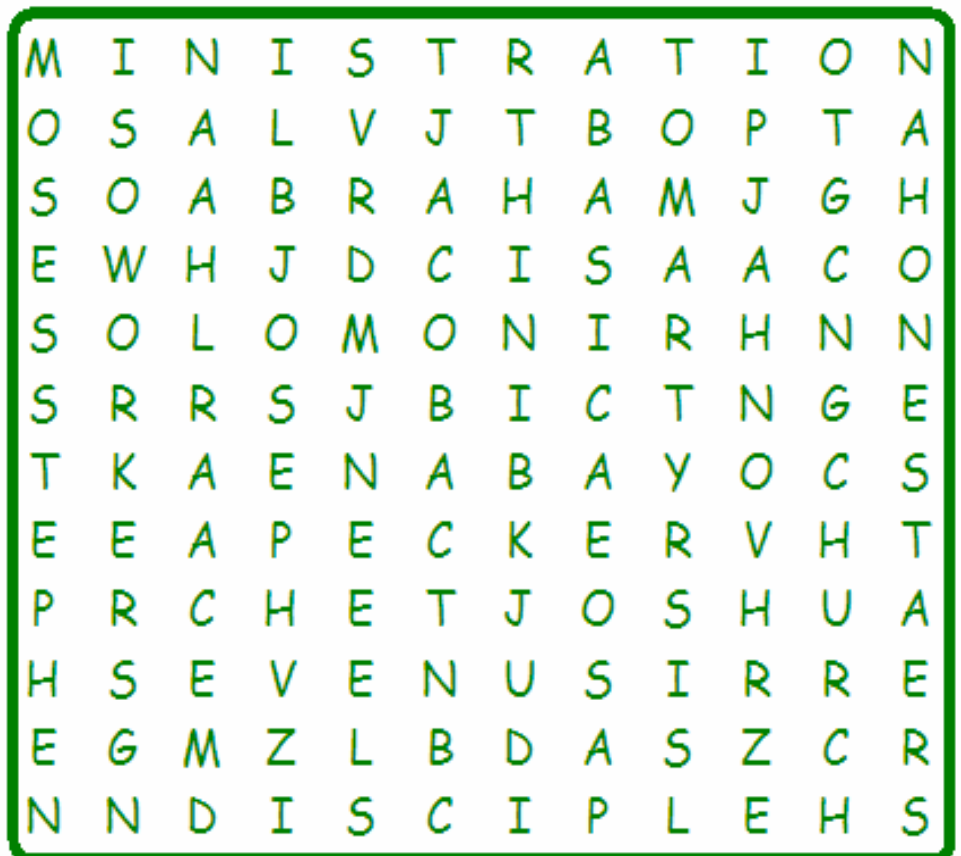 M I N I S T R A T I O N
O S A L V J T B O P T A
S O A B R A H A M J G H
E W H J D C I S A A C O
S O L O M O N I R H N N
S R R S J B I C T N G E
T K A E N A B A Y O C S
E E A P E C K E R V H T
P R C H E T J O S H U A
H S E V E N U S I R R E
E G M Z L B D A S Z C R
N N D I S C I P L E H S